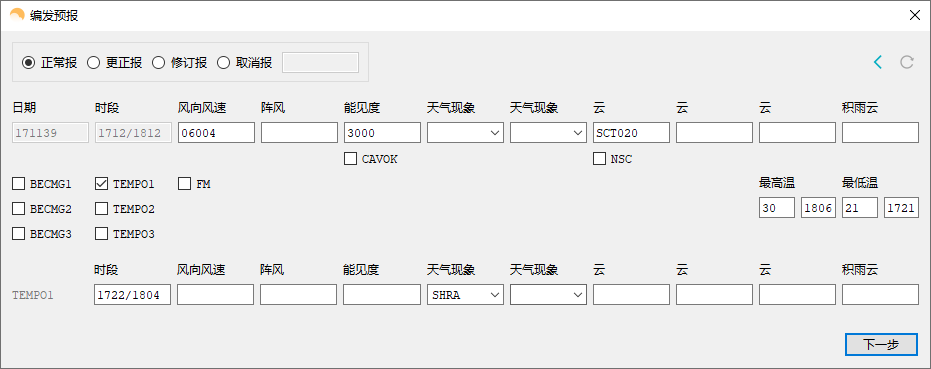 编发预报
正常报 更正报 修订报 取消报
日期 时段 风向风速 阵风 能见度 天气现象 天气现象 云 云 云 积雨云
171139 1712/1812 06004 3000 SCT020
CAVOK NSC
BECMG1 TEMPO1 FM 最高温 最低温
BECMG2 TEMPO2 30 1806 21 1721
BECMG3 TEMPO3
时段 风向风速 阵风 能见度 天气现象 天气现象 云 云 云 积雨云
TEMPO1 1722/1804 SHRA
下一步